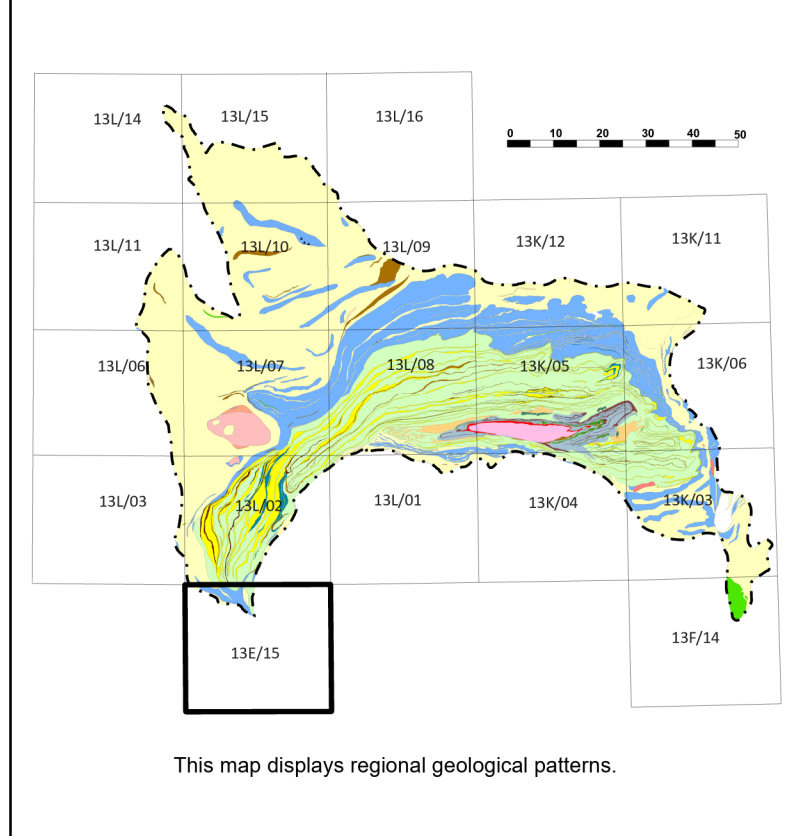 13L/14 13L/15 13L/16
0 10 20 30 40 50
13L/11 13L/10 13L/09 13K/12 13K/11
13L/06 13L/07 13L/08 13K/05 13K/06
13L/03 13L/02 13L/01 13K/04 13K/03
13E/15 13F/14
This map displays regional geological patterns.